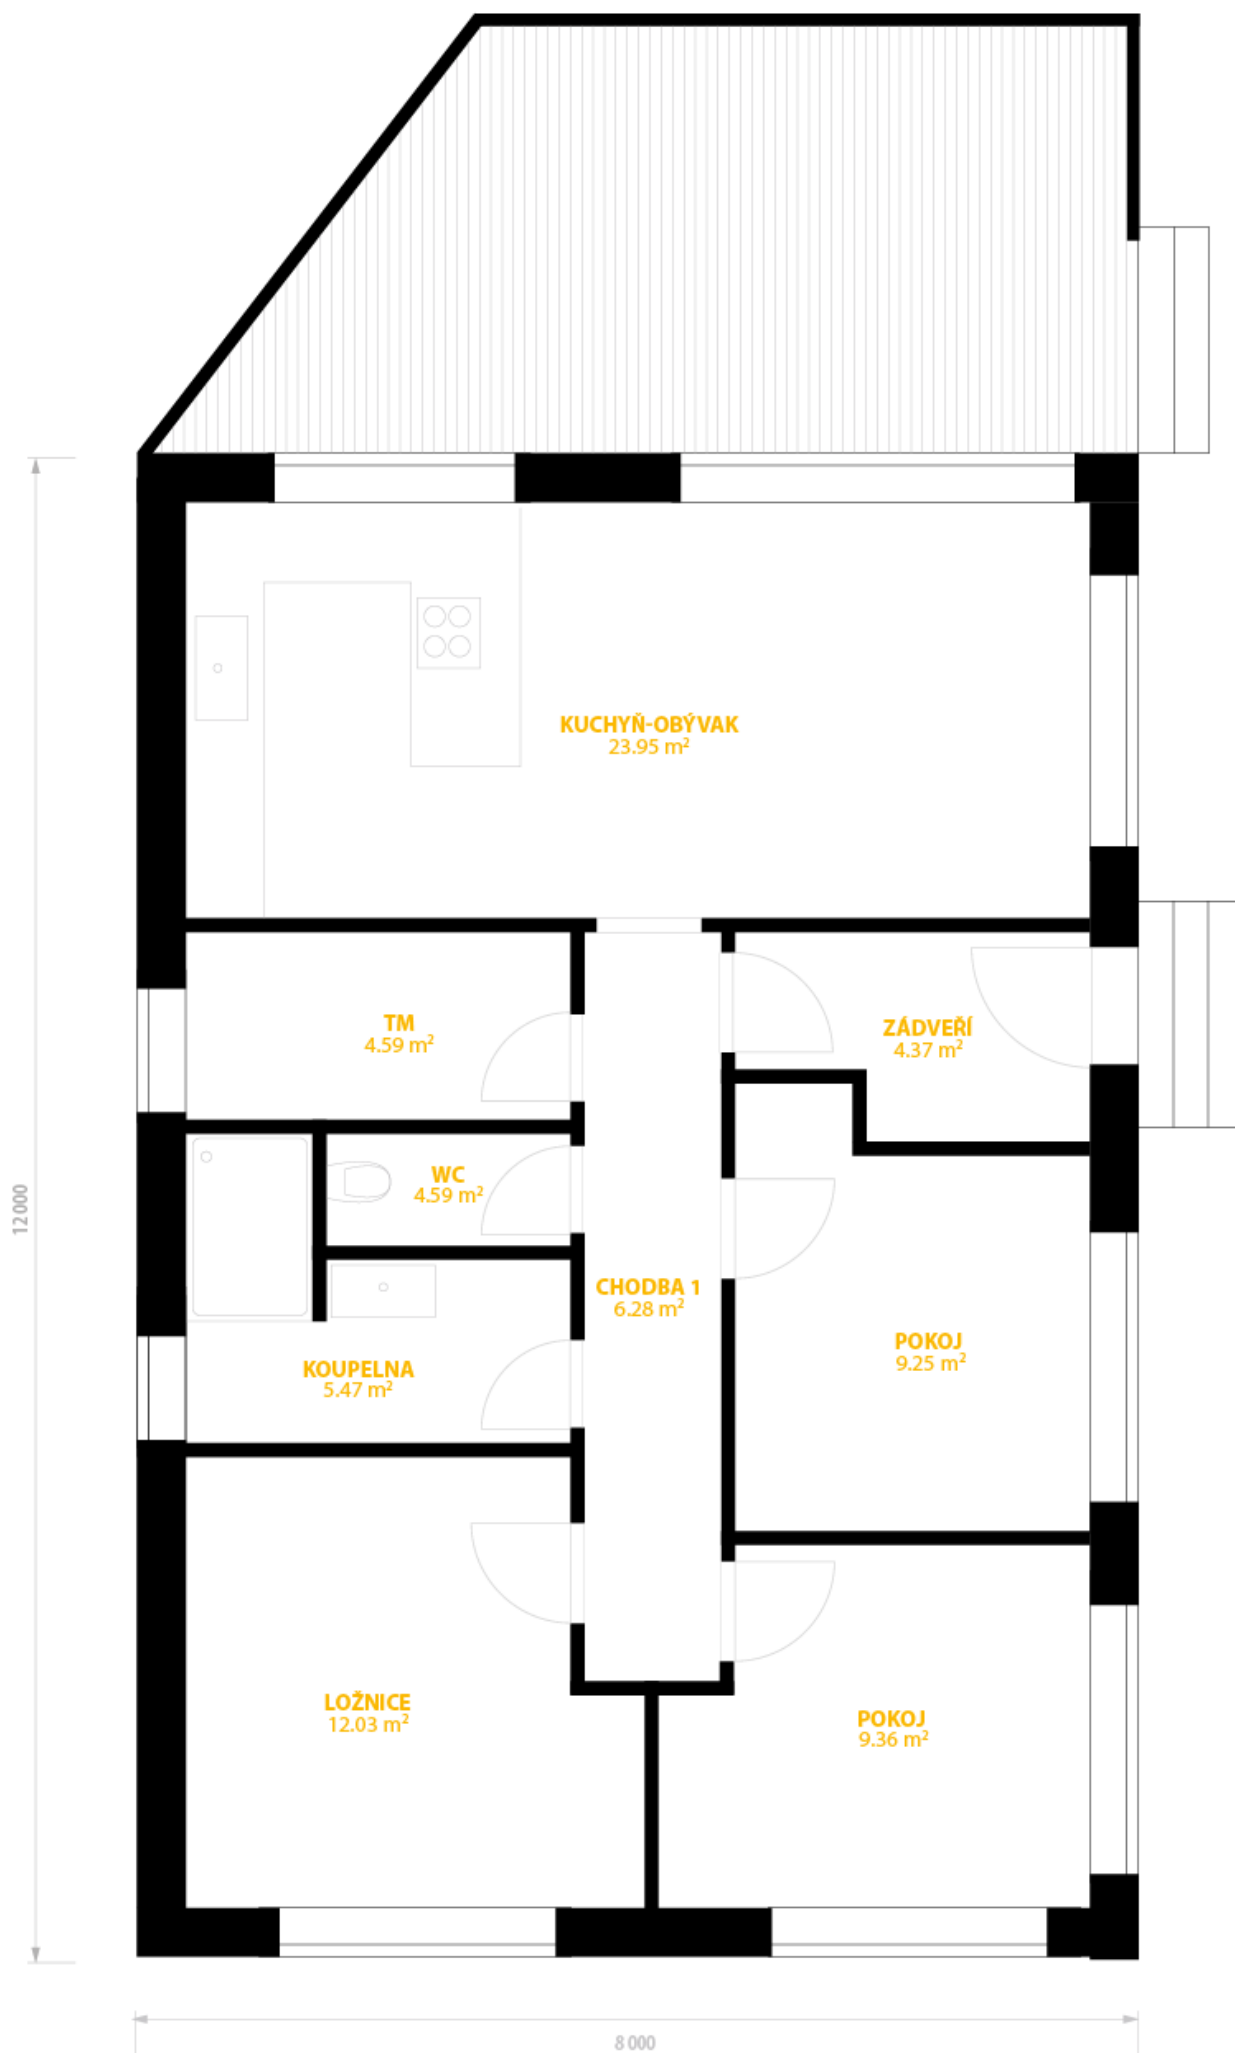 KUCHYŇ-OBÝVAK
23.95 m²
TM
4.59 m²
ZÁDVEŘÍ
4.37 m²
WC
4.59 m²
12000
CHODBA 1
6.28 m²
POKOJ
9.25 m²
KOUPELNA
5.47 m²
LOŽNICE
12.03 m²
POKOJ
9.36 m²
8 000